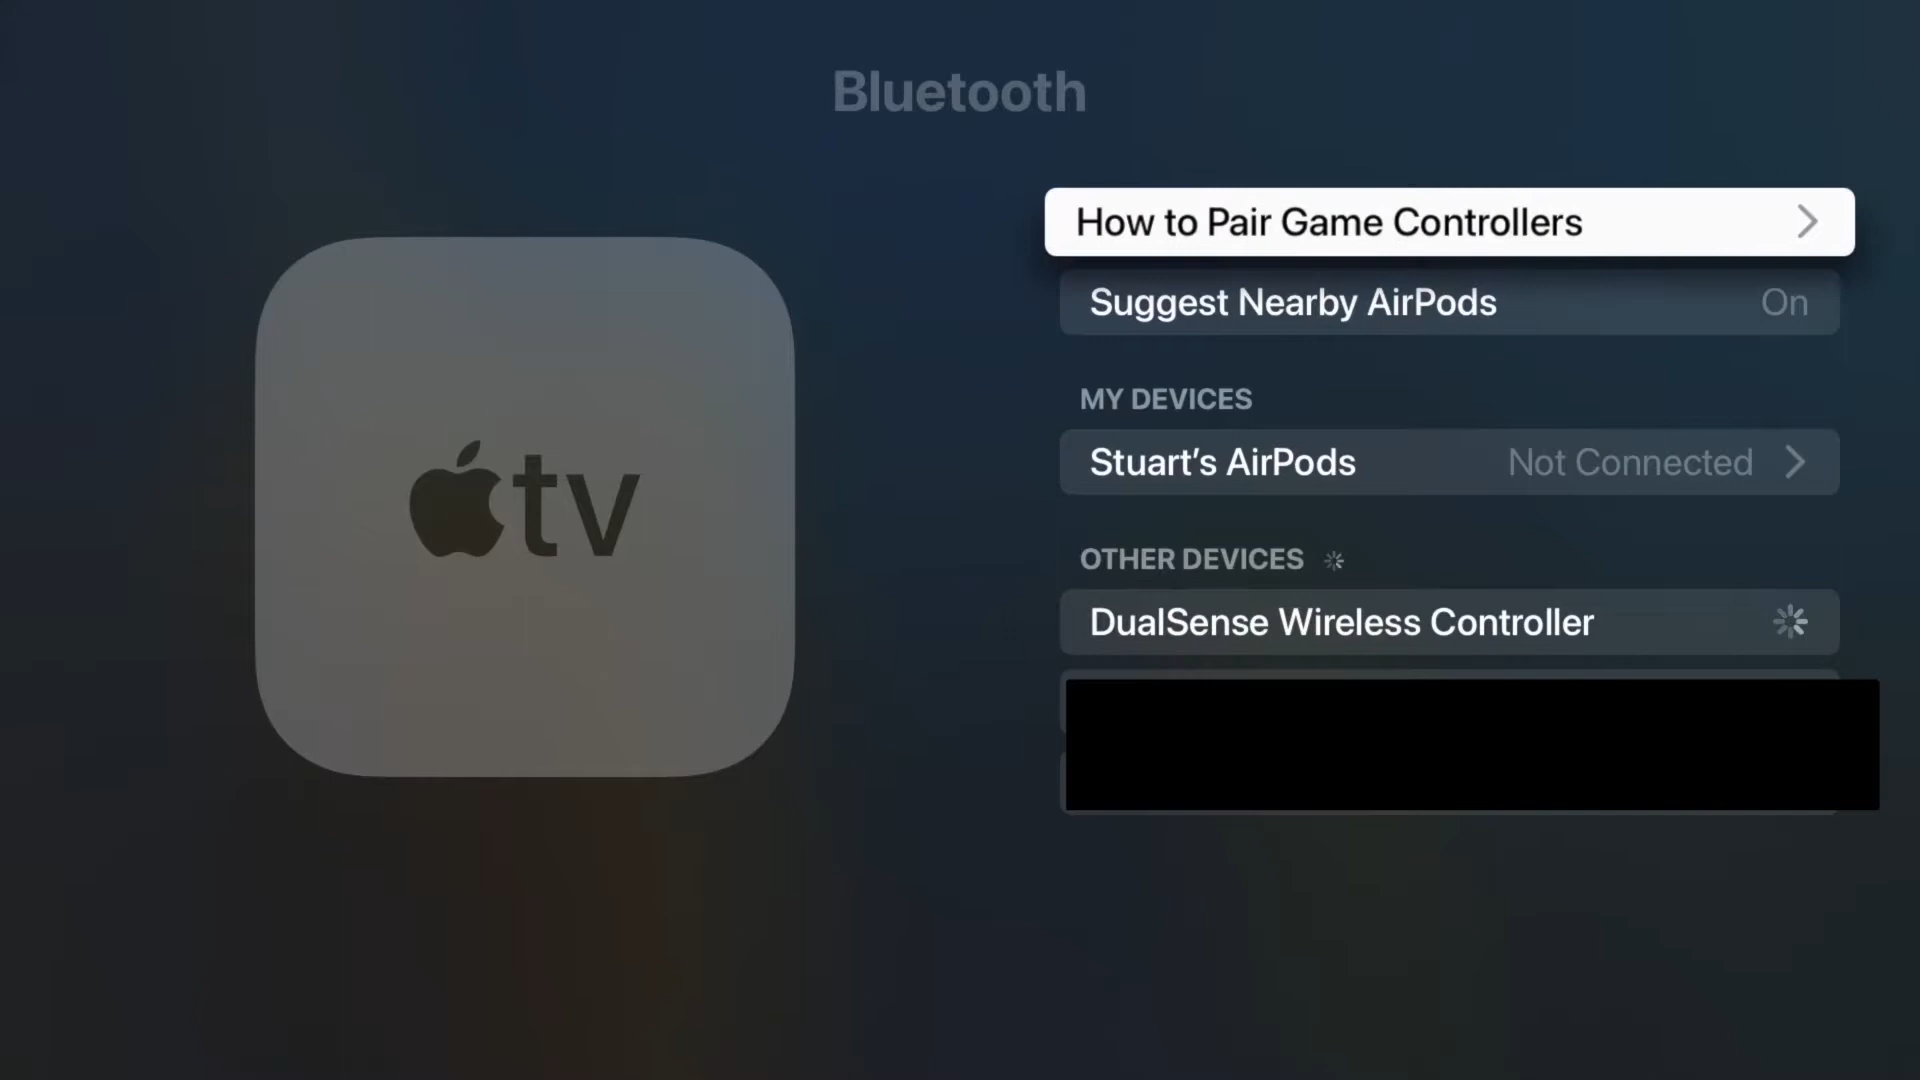 Bluetooth
How to Pair Game Controllers
Suggest Nearby AirPods On
MY DEVICES
Stuart’s AirPods Not Connected
tv
OTHER DEVICES
DualSense Wireless Controller